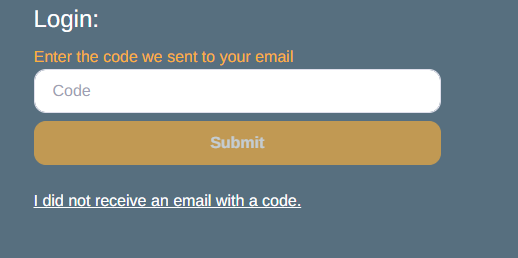 Login:
Enter the code we sent to your email
Code
Submit
I did not receive an email with a code.